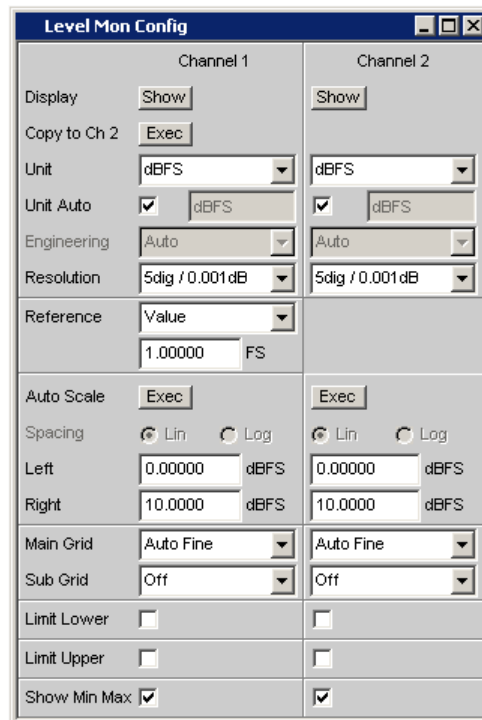 Level Mon Config
Channel 1 Channel 2
Display Show Show
Copy to Ch 2 Exec
Unit dBFS dBFS
Unit Auto dBFS dBFS
Engineering Auto Auto
Resolution 5dig / 0.001dB 5dig / 0.001dB
Reference Value
1.00000 FS
Auto Scale Exec Exec
Spacing Lin Log Lin Log
Left 0.00000 dBFS 0.00000 dBFS
Right 10.0000 dBFS 10.0000 dBFS
Main Grid Auto Fine Auto Fine
Sub Grid Off Off
Limit Lower
Limit Upper
Show Min Max